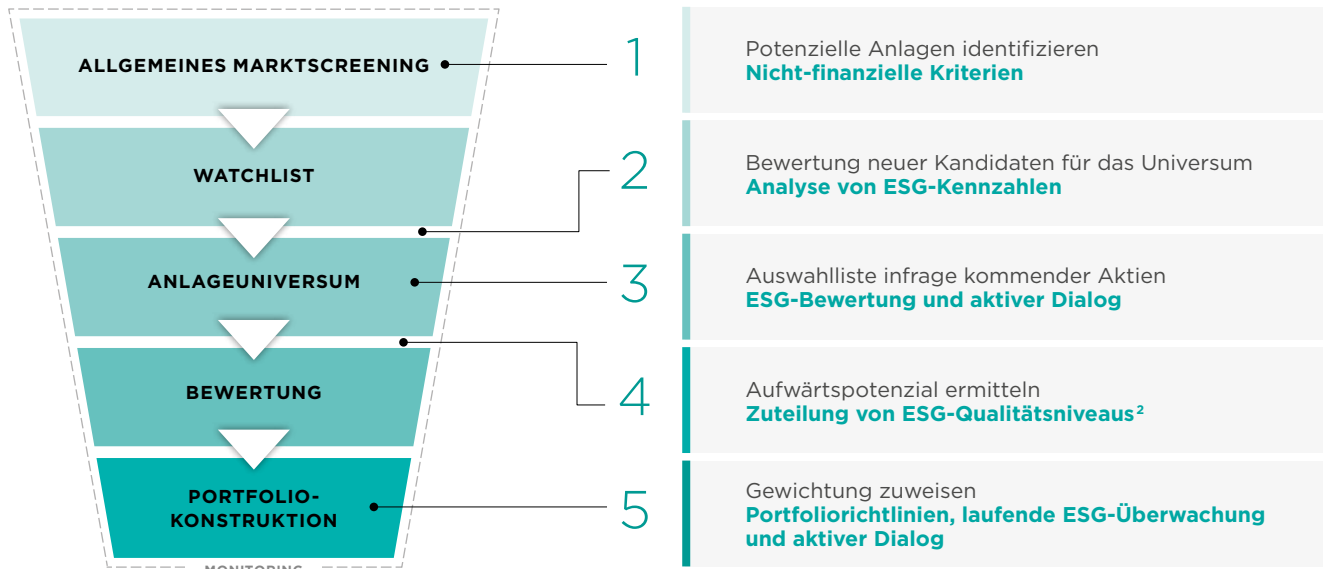 ALLGEMEINES MARKTSCREENING
1
Potenzielle Anlagen identifizieren
Nicht-finanzielle Kriterien
WATCHLIST
2
Bewertung neuer Kandidaten für das Universum
Analyse von ESG-Kennzahlen
ANLAGEUNIVERSUM
3
Auswahlliste infrage kommender Aktien
ESG-Bewertung und aktiver Dialog
BEWERTUNG
4
Aufwärtspotenzial ermitteln
Zuteilung von ESG-Qualitätsniveaus²
PORTFOLIO-
KONSTRUKTION
5
Gewichtung zuweisen
Portfoliorichtlinien, laufende ESG-Überwachung
und aktiver Dialog
MONITORING